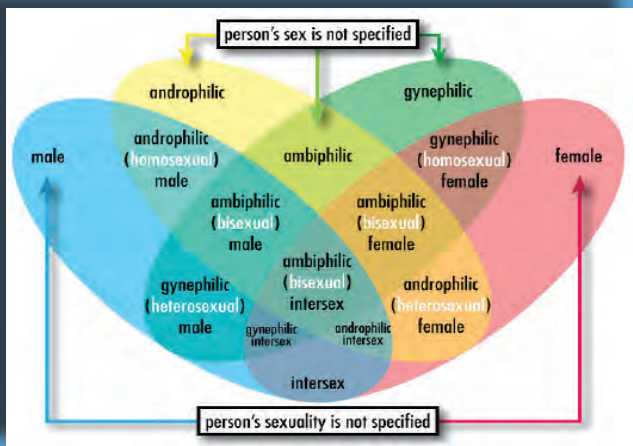 person's sex is not specified
androphilic
gynephilic
male
androphilic
(homosexual)
male
ambiphilic
gynephilic
(homosexual)
female
female
ambiphilic
(bisexual)
male
ambiphilic
(bisexual)
female
ambiphilic
(bisexual)
intersex
gynephilic
(heterosexual)
male
androphilic
(heterosexual)
female
gynephilic
intersex
androphilic
intersex
intersex
person's sexuality is not specified